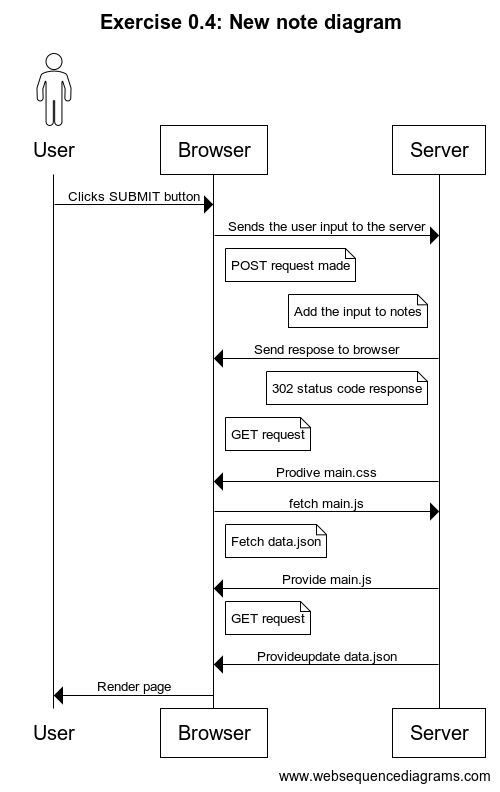 Exercise 0.4: New note diagram
User
Browser
Server
Clicks SUBMIT button
Sends the user input to the server
POST request made
Add the input to notes
Send respose to browser
302 status code response
GET request
Prodive main.css
fetch main.js
Fetch data.json
Provide main.js
GET request
Provideupdate data.json
Render page
User
Browser
Server
www.websequencediagrams.com